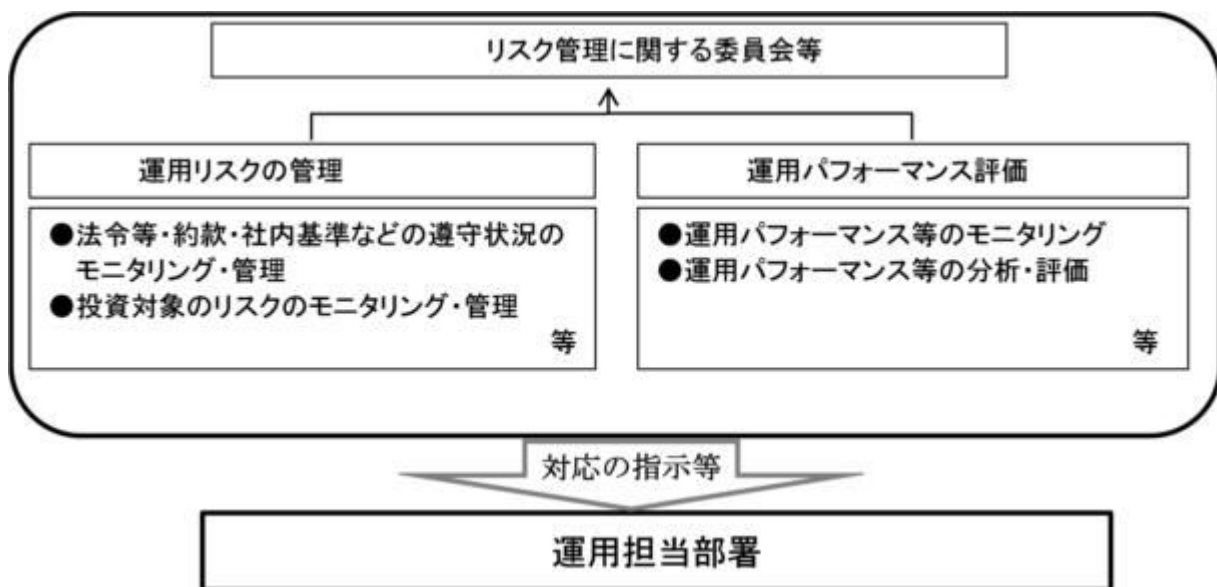 リスク管理に関する委員会等
運用リスクの管理
運用パフォーマンス評価
●法令等・約款・社内基準などの遵守状況の
モニタリング・管理
●投資対象のリスクのモニタリング・管理
等
●運用パフォーマンス等のモニタリング
●運用パフォーマンス等の分析・評価
等
対応の指示等
運用担当部署